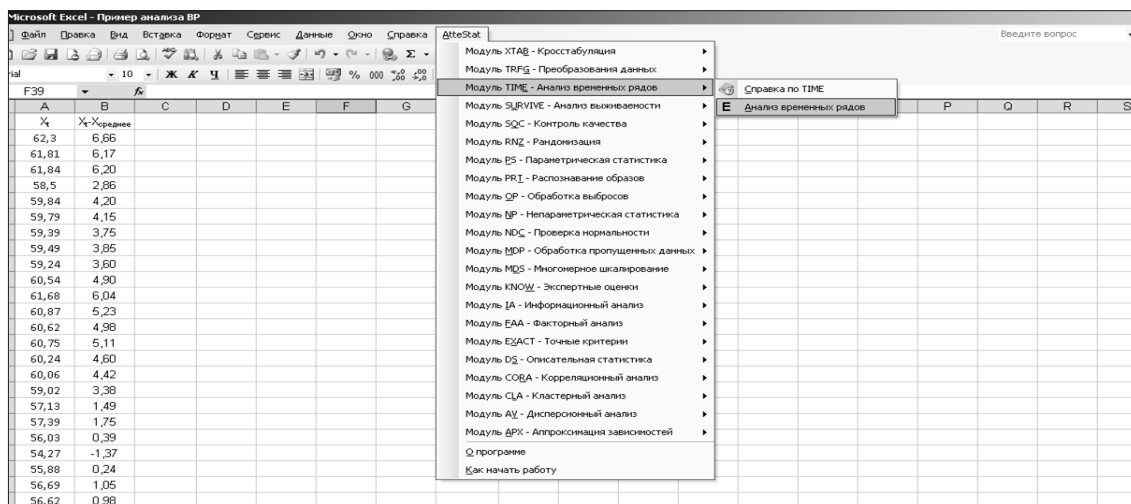 Microsoft Excel - Пример анализа ВР
Файл Правка Вид Вставка Формат Сервис Данные Окно Справка AtteStat Введите вопрос
10 Ж К Ч % 000
F39 fx
A B C D E F G P Q R S
Xt Xt-Xсреднее
62,3 6,66
61,81 6,17
61,84 6,20
58,5 2,86
59,84 4,20
59,79 4,15
59,39 3,75
59,49 3,85
59,24 3,60
60,54 4,90
61,68 6,04
60,87 5,23
60,62 4,98
60,75 5,11
60,24 4,60
60,06 4,42
59,02 3,38
57,13 1,49
57,39 1,75
56,03 0,39
54,27 -1,37
55,88 0,24
56,69 1,05
56,62 0,98
Модуль XTAB - Кросстабуляция
Модуль TRFG - Преобразования данных
Модуль TIME - Анализ временных рядов
Модуль SURVIVE - Анализ выживаемости
Модуль SQC - Контроль качества
Модуль RNZ - Рандомизация
Модуль PS - Параметрическая статистика
Модуль PRT - Распознавание образов
Модуль OP - Обработка выбросов
Модуль NP - Непараметрическая статистика
Модуль NDC - Проверка нормальности
Модуль MDP - Обработка пропущенных данных
Модуль MDS - Многомерное шкалирование
Модуль KNOW - Экспертные оценки
Модуль IA - Информационный анализ
Модуль FAA - Факторный анализ
Модуль EXACT - Точные критерии
Модуль DS - Описательная статистика
Модуль CORA - Корреляционный анализ
Модуль CLA - Кластерный анализ
Модуль AV - Дисперсионный анализ
Модуль APX - Аппроксимация зависимостей
О программе
Как начать работу
Справка по TIME
E Анализ временных рядов